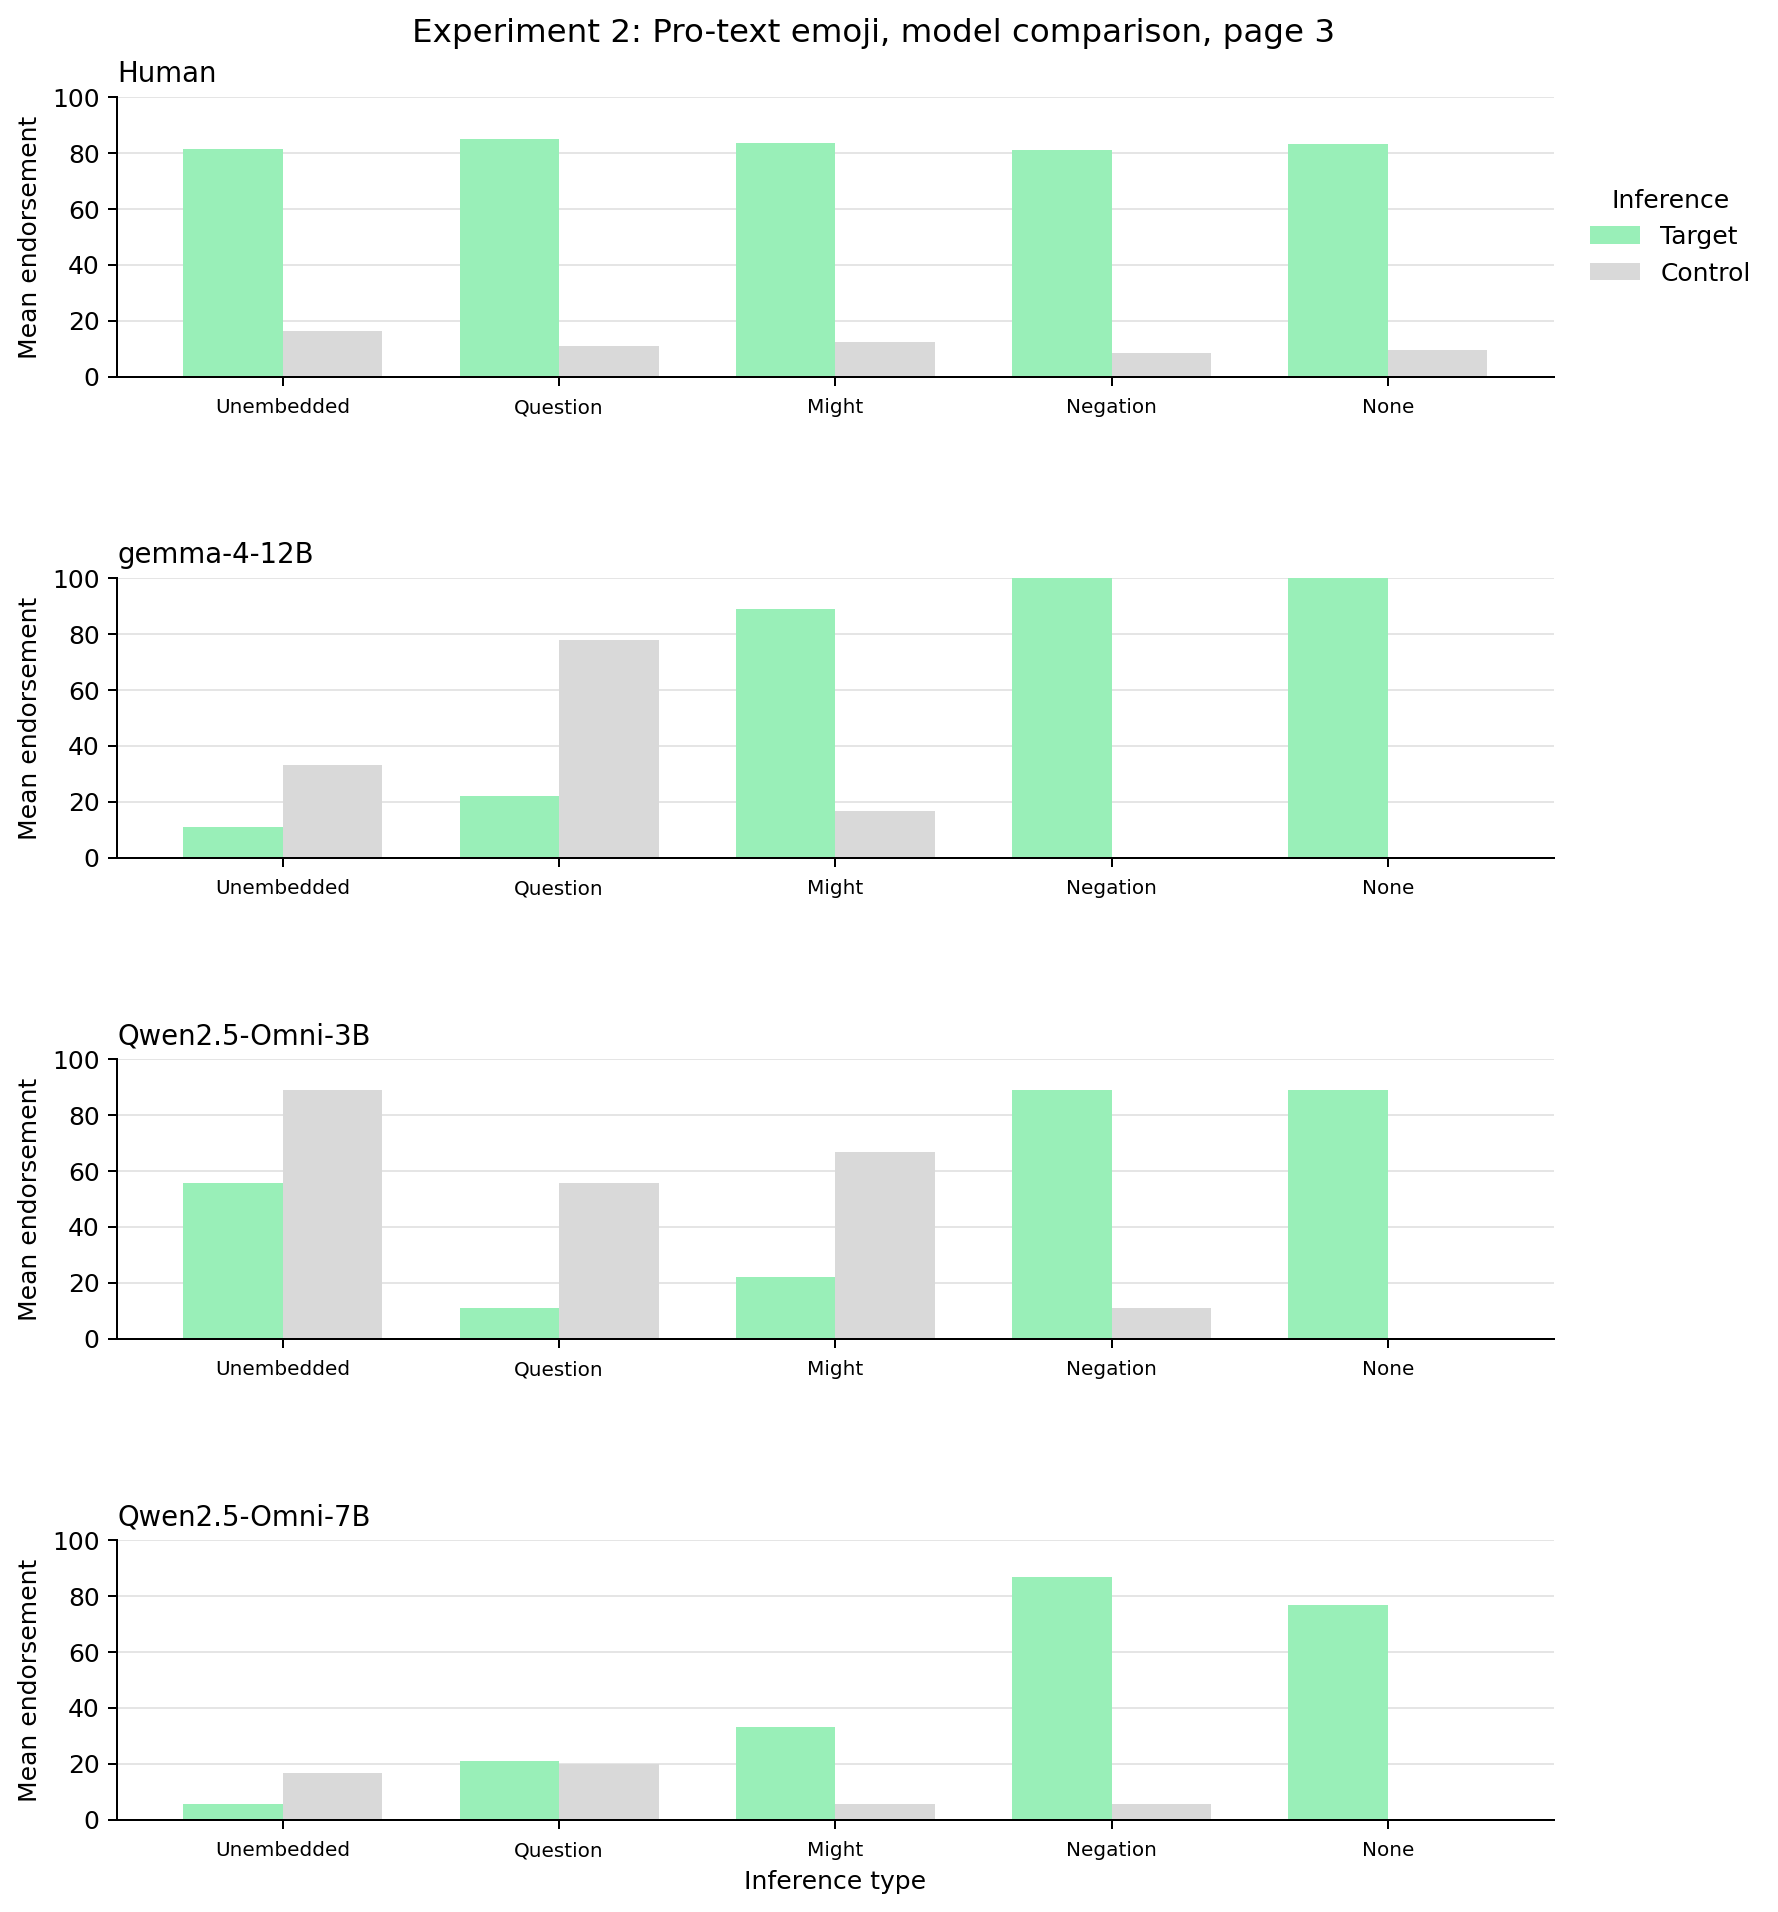 Experiment 2: Pro-text emoji, model comparison, page 3
Human
Mean endorsement
100
80
60
40
20
0
Unembedded Question Might Negation None
Inference
Target
Control
gemma-4-12B
Mean endorsement
100
80
60
40
20
0
Unembedded Question Might Negation None
Qwen2.5-Omni-3B
Mean endorsement
100
80
60
40
20
0
Unembedded Question Might Negation None
Qwen2.5-Omni-7B
Mean endorsement
100
80
60
40
20
0
Unembedded Question Might Negation None
Inference type